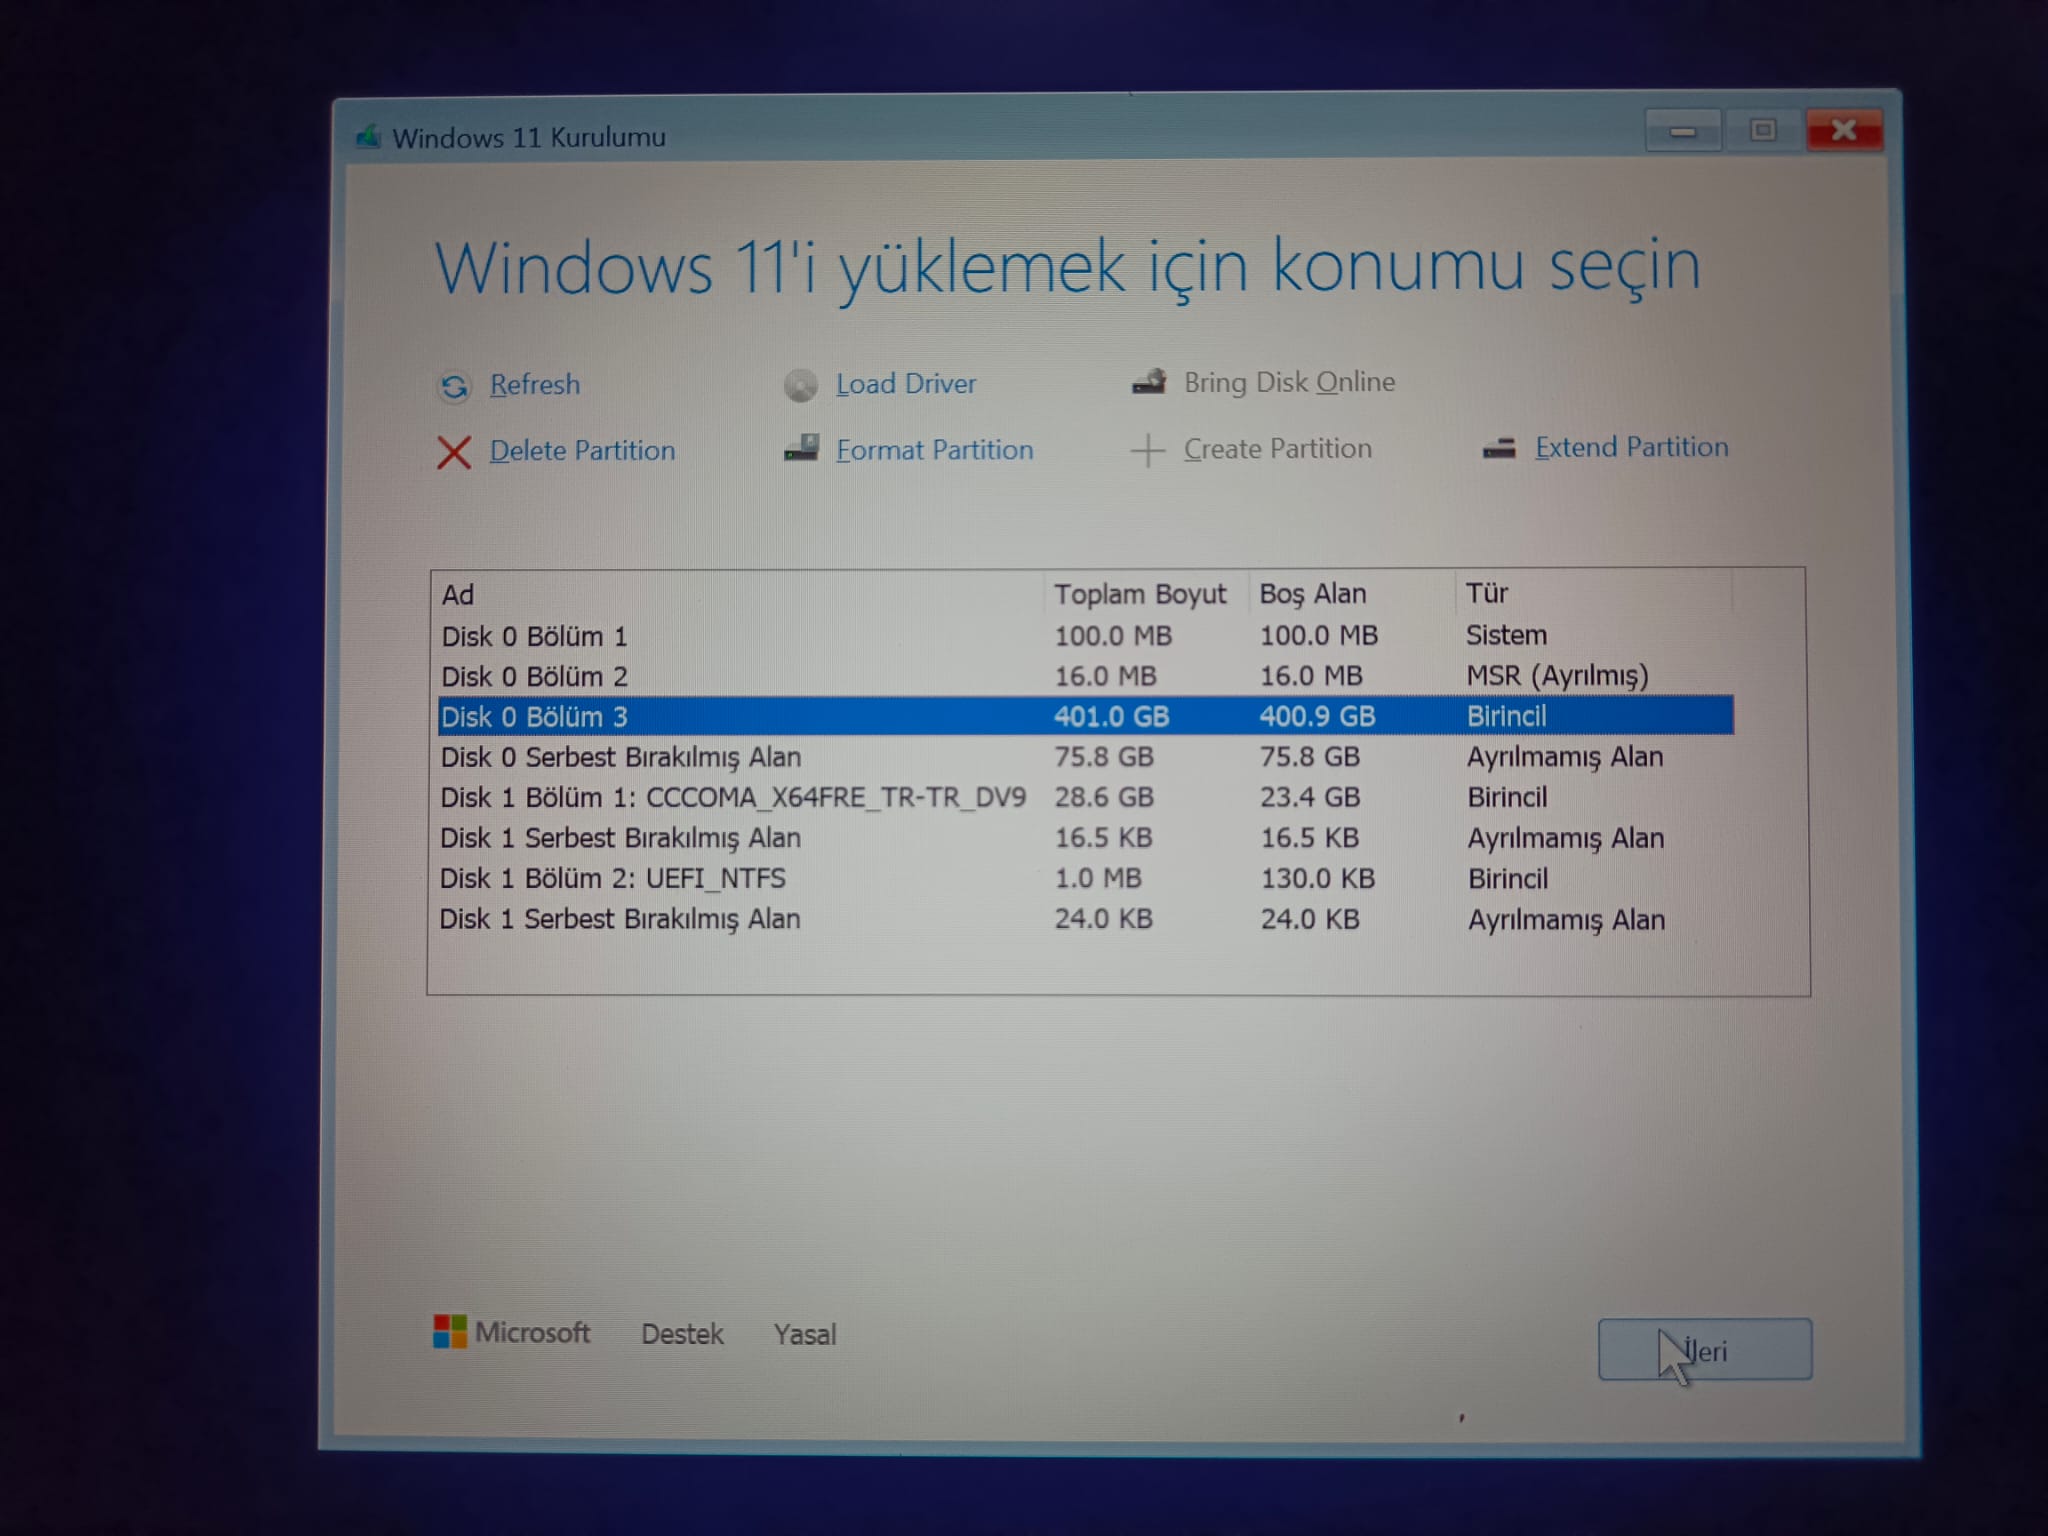 Windows 11 Kurulumu
Windows 11'i yüklemek için konumu seçin
Refresh Load Driver Bring Disk Online
Delete Partition Format Partition Create Partition Extend Partition
Ad Toplam Boyut Boş Alan Tür
Disk 0 Bölüm 1 100.0 MB 100.0 MB Sistem
Disk 0 Bölüm 2 16.0 MB 16.0 MB MSR (Ayrılmış)
Disk 0 Bölüm 3 401.0 GB 400.9 GB Birincil
Disk 0 Serbest Bırakılmış Alan 75.8 GB 75.8 GB Ayrılmamış Alan
Disk 1 Bölüm 1: CCCOMA_X64FRE_TR-TR_DV9 28.6 GB 23.4 GB Birincil
Disk 1 Serbest Bırakılmış Alan 16.5 KB 16.5 KB Ayrılmamış Alan
Disk 1 Bölüm 2: UEFI_NTFS 1.0 MB 130.0 KB Birincil
Disk 1 Serbest Bırakılmış Alan 24.0 KB 24.0 KB Ayrılmamış Alan
Microsoft Destek Yasal İleri